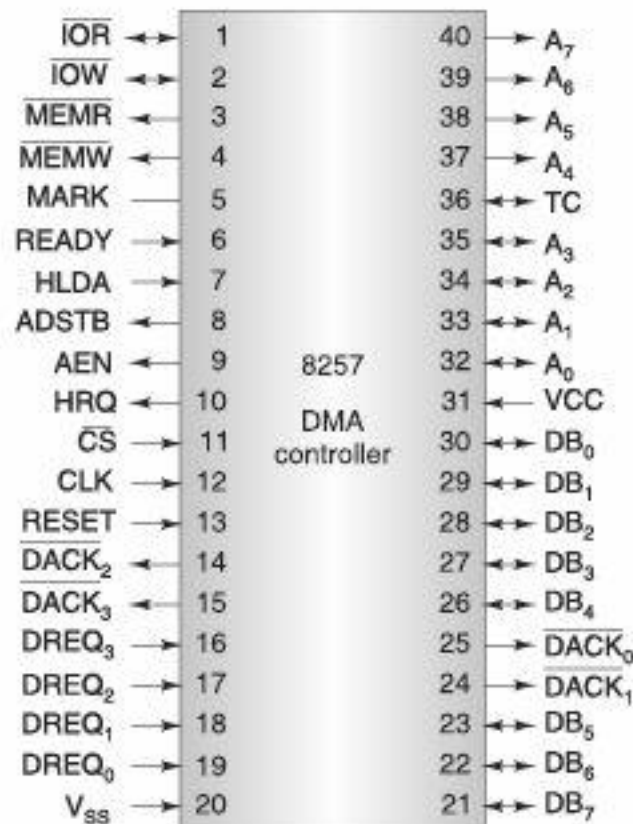 IOR 1 40 A7
IOW 2 39 A6
MEMR 3 38 A5
MEMW 4 37 A4
MARK 5 36 TC
READY 6 35 A3
HLDA 7 34 A2
ADSTB 8 33 A1
AEN 9 8257 32 A0
HRQ 10 31 VCC
DMA
CS 11 30 DB0
controller
CLK 12 29 DB1
RESET 13 28 DB2
DACK2 14 27 DB3
DACK3 15 26 DB4
DREQ3 16 25 DACK0
DREQ2 17 24 DACK1
DREQ1 18 23 DB5
DREQ0 19 22 DB6
VSS 20 21 DB7